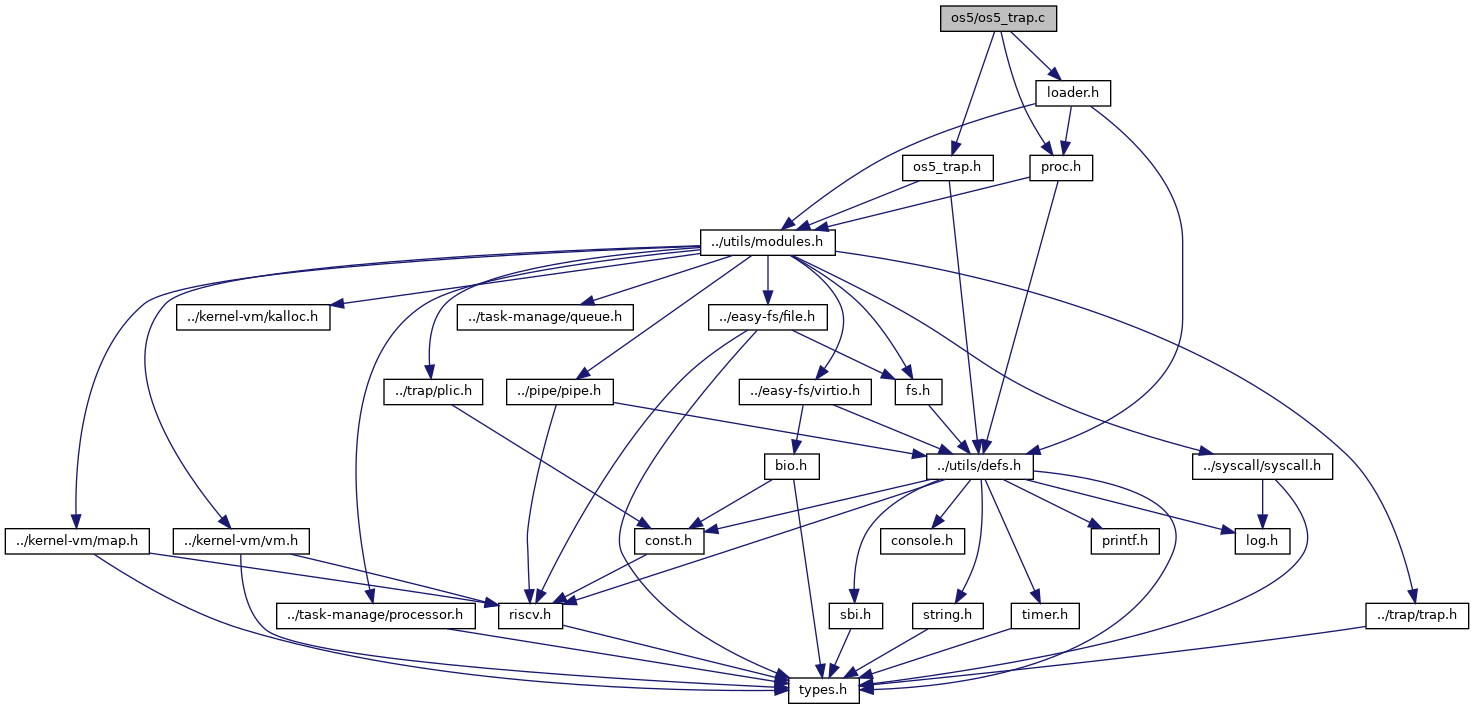 os5/os5_trap.c
loader.h
os5_trap.h
proc.h
../utils/modules.h
../kernel-vm/kalloc.h
../task-manage/queue.h
../easy-fs/file.h
../trap/plic.h
../pipe/pipe.h
../easy-fs/virtio.h
fs.h
bio.h
../utils/defs.h
../syscall/syscall.h
../kernel-vm/map.h
../kernel-vm/vm.h
const.h
console.h
printf.h
log.h
../task-manage/processor.h
riscv.h
sbi.h
string.h
timer.h
../trap/trap.h
types.h